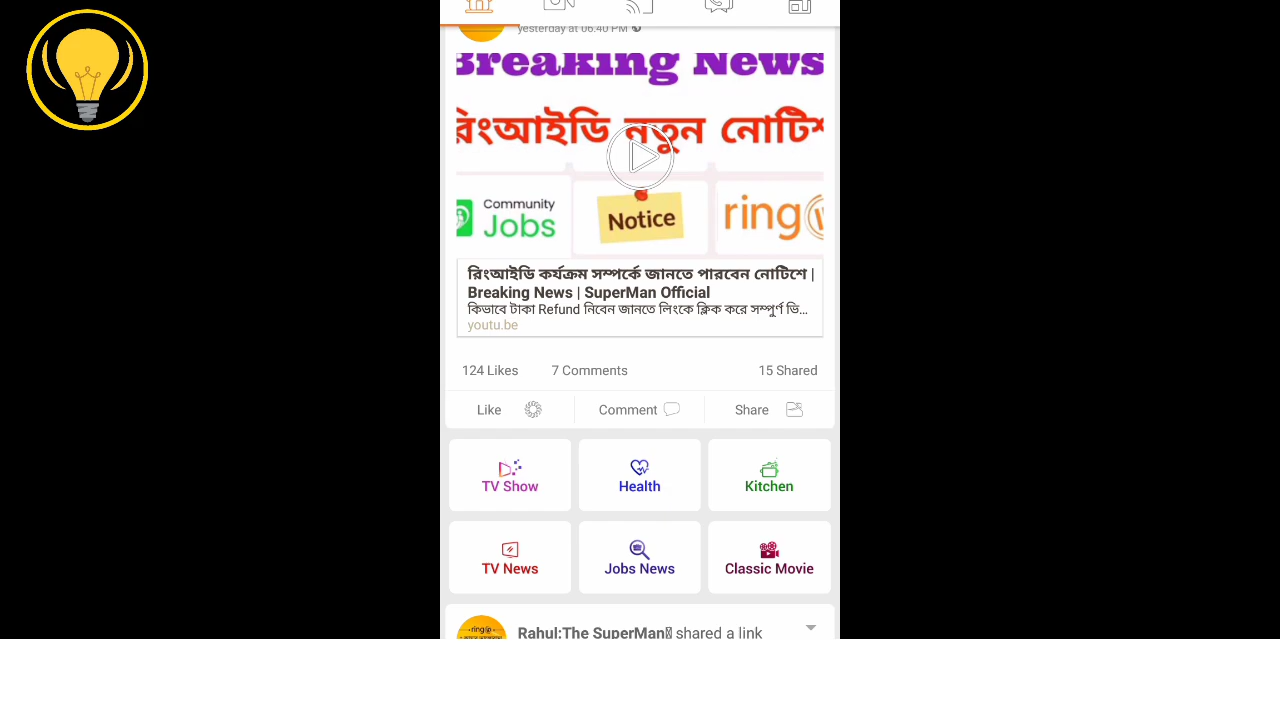 yesterday at 06:40 PM
Breaking News
রিংআইডি নতুন নোটিশ
Community
Jobs
Notice
ring
রিংআইডি কর্যক্রম সম্পর্কে জানতে পারবেন নোটিশে |
Breaking News | SuperMan Official
কিভাবে টাকা Refund নিবেন জানতে লিংকে ক্লিক করে সম্পুর্ণ ভি...
youtu.be
124 Likes 7 Comments 15 Shared
Like Comment Share
TV Show Health Kitchen
TV News Jobs News Classic Movie
ring
Rahul:The SuperMan shared a link